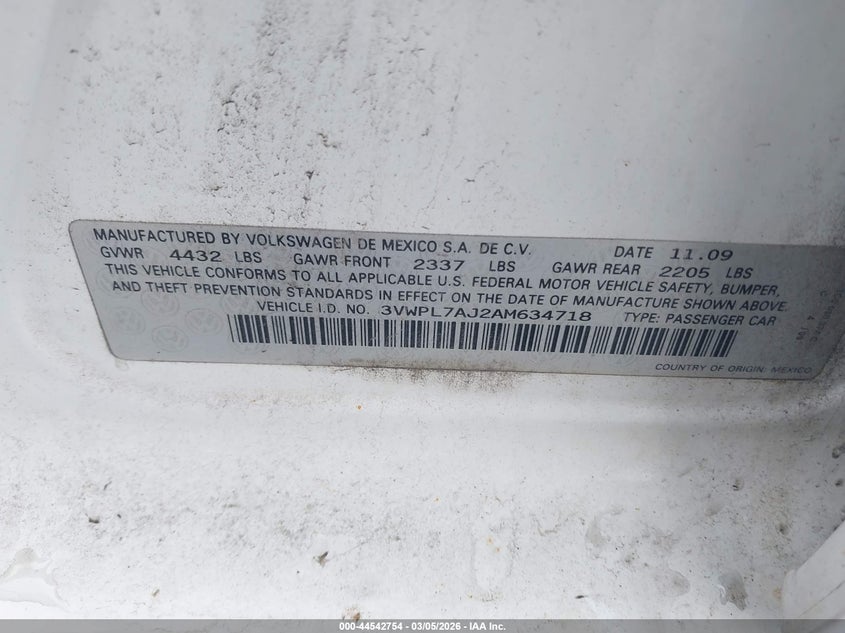 MANUFACTURED BY VOLKSWAGEN DE MEXICO S.A. DE C.V. DATE 11.09
GVWR 4432 LBS GAWR FRONT 2337 LBS GAWR REAR 2205 LBS
THIS VEHICLE CONFORMS TO ALL APPLICABLE U.S. FEDERAL MOTOR VEHICLE SAFETY, BUMPER,
AND THEFT PREVENTION STANDARDS IN EFFECT ON THE DATE OF MANUFACTURE SHOWN ABOVE.
VEHICLE I.D. NO. 3VWPL7AJ2AM634718 TYPE: PASSENGER CAR
COUNTRY OF ORIGIN: MEXICO
000-44542754 - 03/05/2026 - IAA Inc.